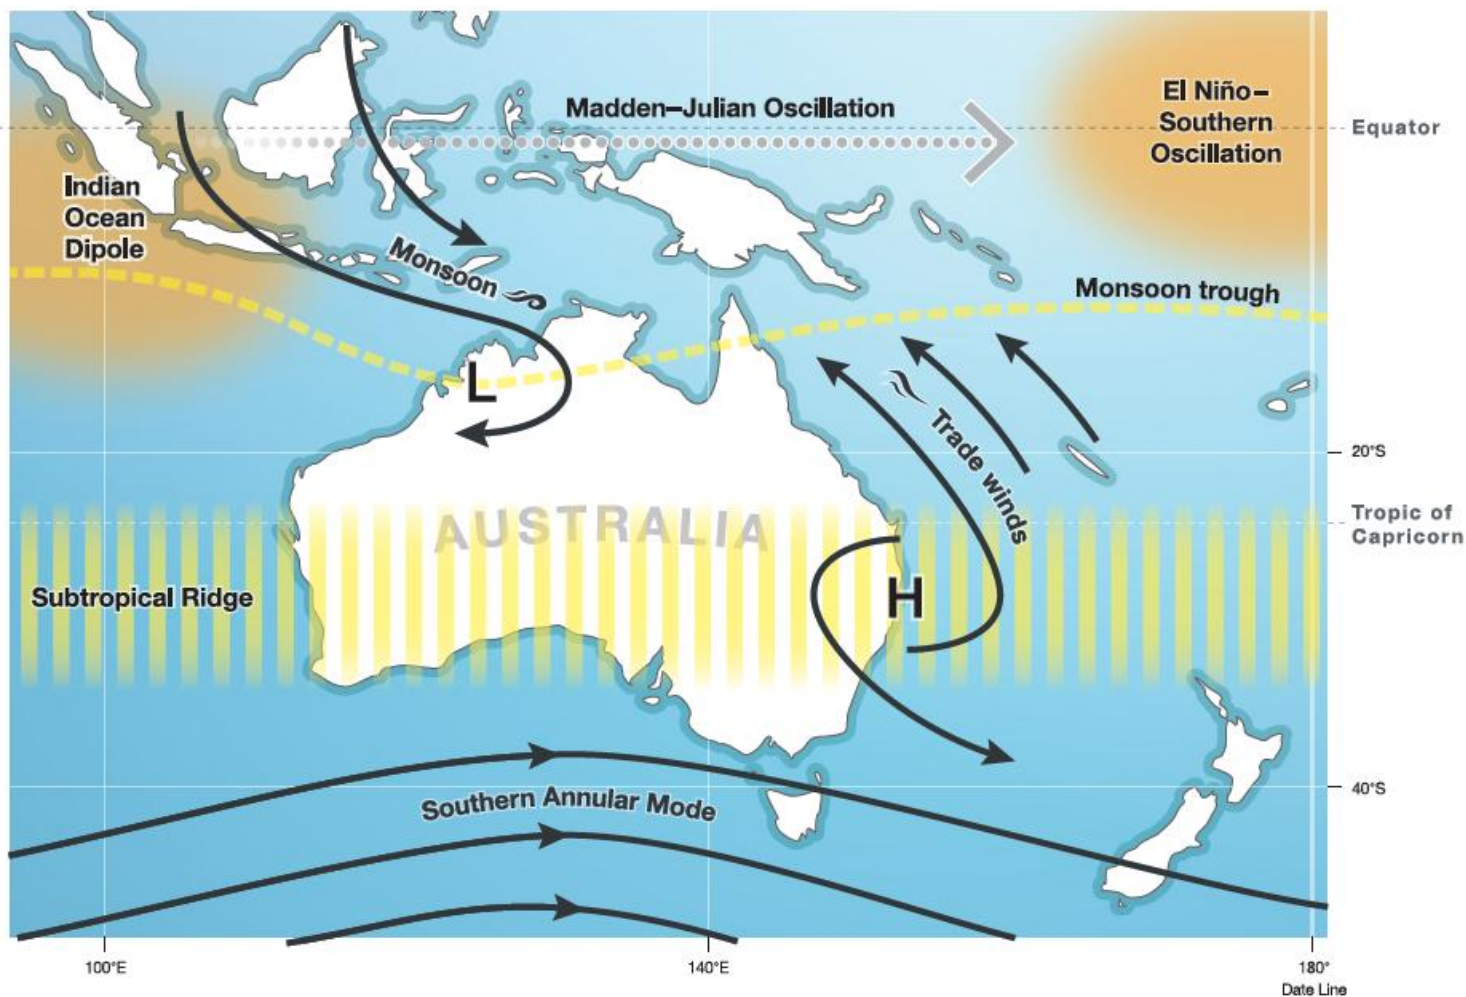 Madden–Julian Oscillation
El Niño–
Southern
Oscillation
Equator
Indian
Ocean
Dipole
Monsoon
Monsoon trough
L
Trade winds
20°S
AUSTRALIA
Tropic of
Capricorn
Subtropical Ridge
H
Southern Annular Mode
40°S
100°E
140°E
180°
Date Line